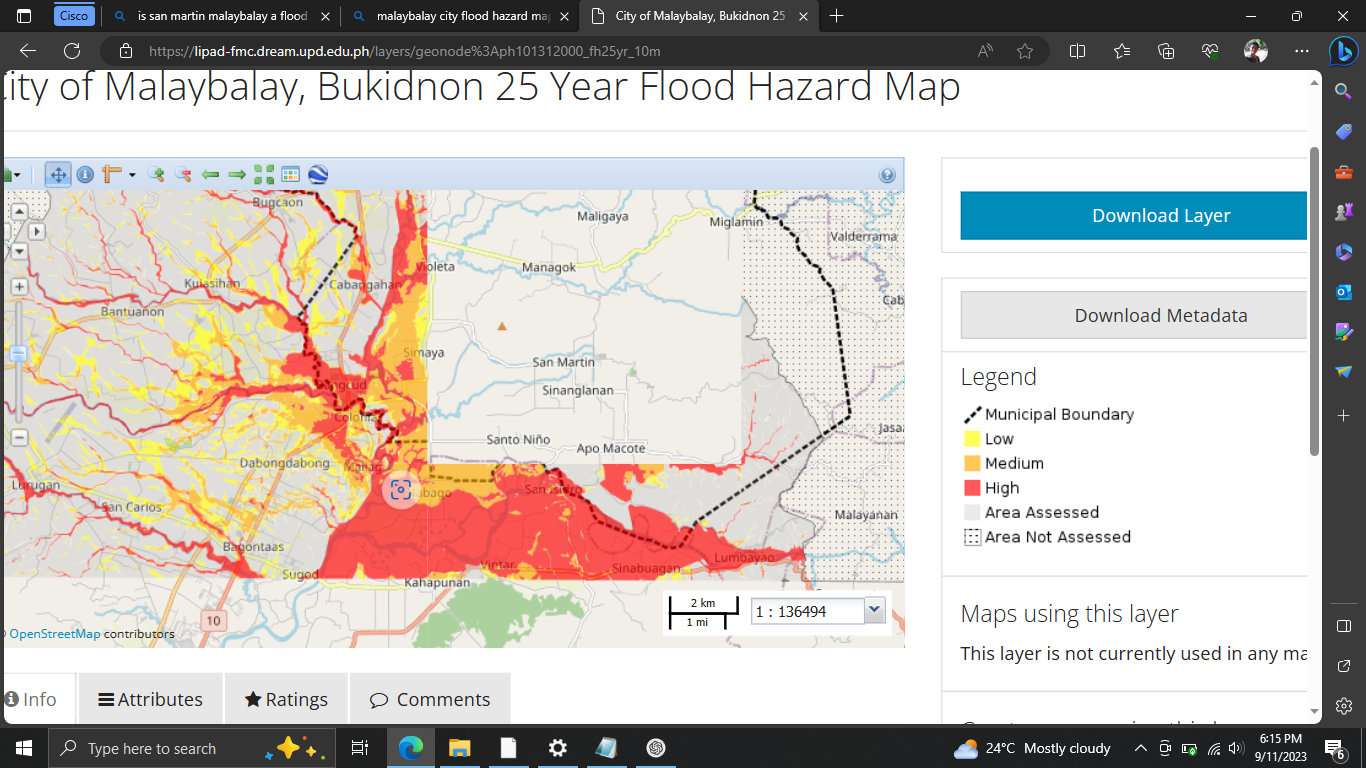 Cisco
is san martin malaybalay a flood
malaybalay city flood hazard map
City of Malaybalay, Bukidnon 25
https://lipad-fmc.dream.upd.edu.ph/layers/geonode%3Aph101312000_fh25yr_10m
ity of Malaybalay, Bukidnon 25 Year Flood Hazard Map
Bugcaon
Maligaya
Miglamin
Valderrama
Violeta
Managok
Kulasihan
Cabangahan
Cab
Bantuanon
Simaya
San Martin
Sinanglanan
Colonia
Santo Niño
Apo Macote
Jasa
Dabongdabong
Mailag
Lurugan
bago
San Isidro
San Carlos
Malayanan
Bagontaas
Vintar
Sinabuagan
Lumbayao
Sugod
Kahapunan
10
2 km
1 mi
1 : 136494
OpenStreetMap contributors
Download Layer
Download Metadata
Legend
Municipal Boundary
Low
Medium
High
Area Assessed
Area Not Assessed
Maps using this layer
This layer is not currently used in any ma
Info
Attributes
Ratings
Comments
Type here to search
24°C Mostly cloudy
6:15 PM
9/11/2023
6